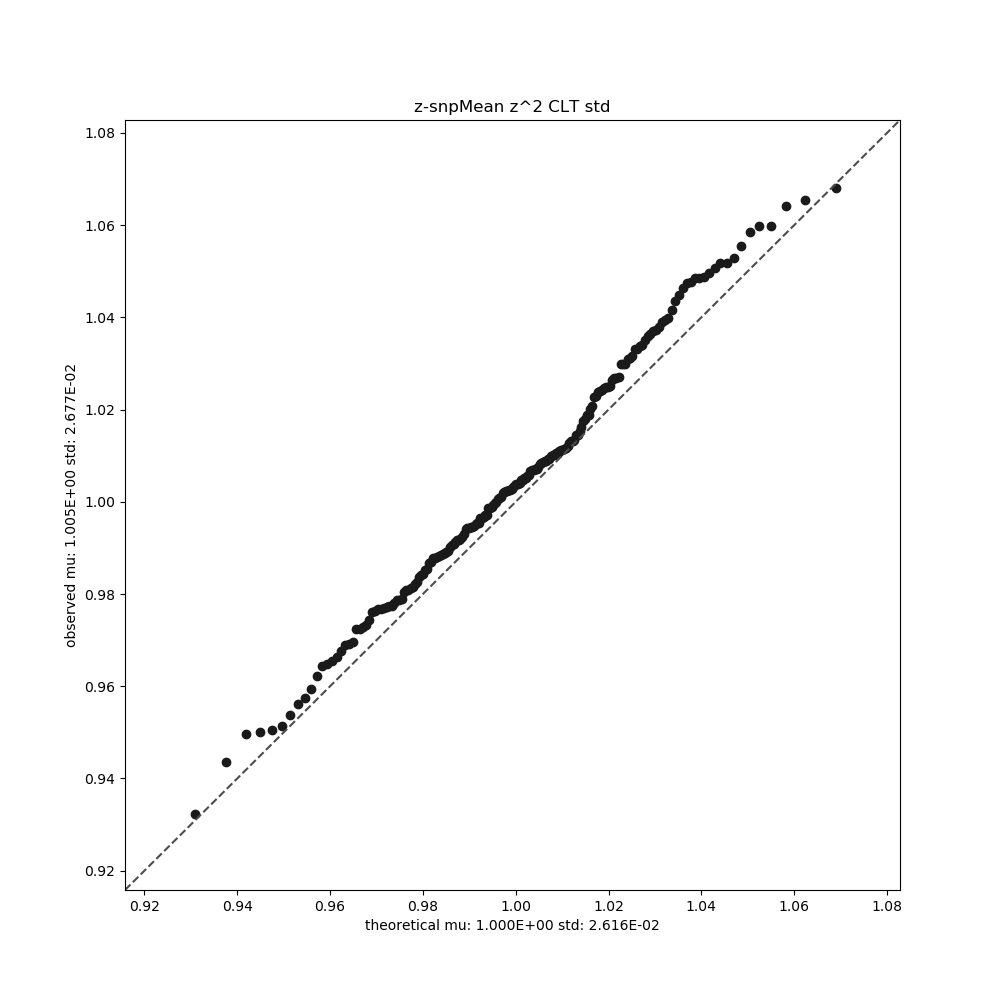 z-snpMean z^2 CLT std
1.08
1.06
1.04
1.02
1.00
0.98
0.96
0.94
0.92
observed mu: 1.005E+00 std: 2.677E-02
0.92 0.94 0.96 0.98 1.00 1.02 1.04 1.06 1.08
theoretical mu: 1.000E+00 std: 2.616E-02